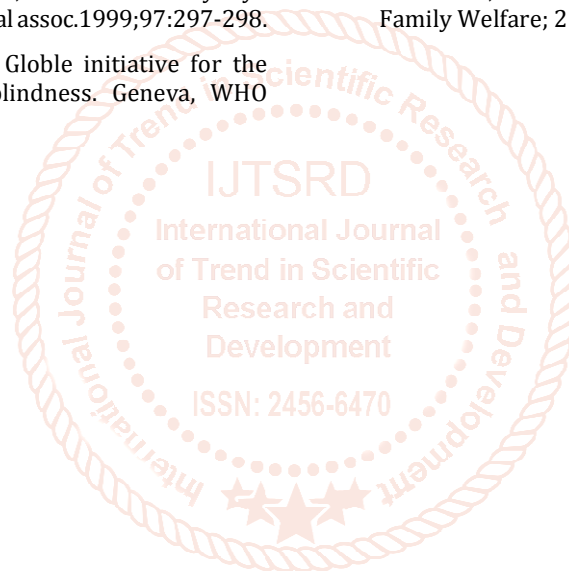 al assoc.1999;97:297-298.
Globle initiative for the
blindness. Geneva, WHO
Family Welfare; 2
International Journal of Trend in Scientific Research and Development
IJTSRD
International Journal
of Trend in Scientific
Research and
Development
ISSN: 2456-6470